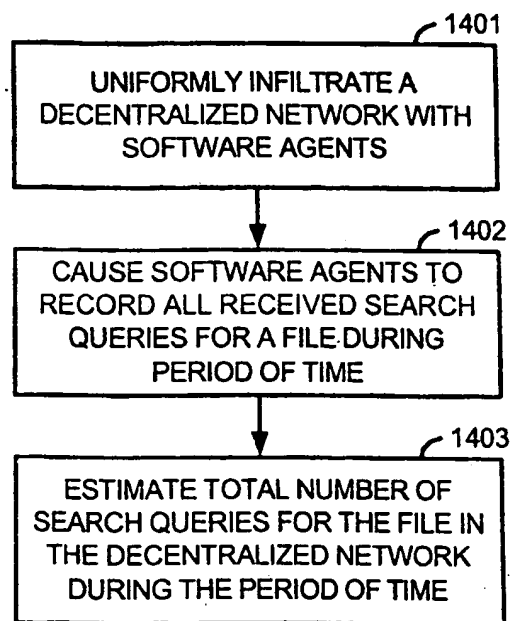 1401
UNIFORMLY INFILTRATE A
DECENTRALIZED NETWORK WITH
SOFTWARE AGENTS
1402
CAUSE SOFTWARE AGENTS TO
RECORD ALL RECEIVED SEARCH
QUERIES FOR A FILE DURING
PERIOD OF TIME
1403
ESTIMATE TOTAL NUMBER OF
SEARCH QUERIES FOR THE FILE IN
THE DECENTRALIZED NETWORK
DURING THE PERIOD OF TIME